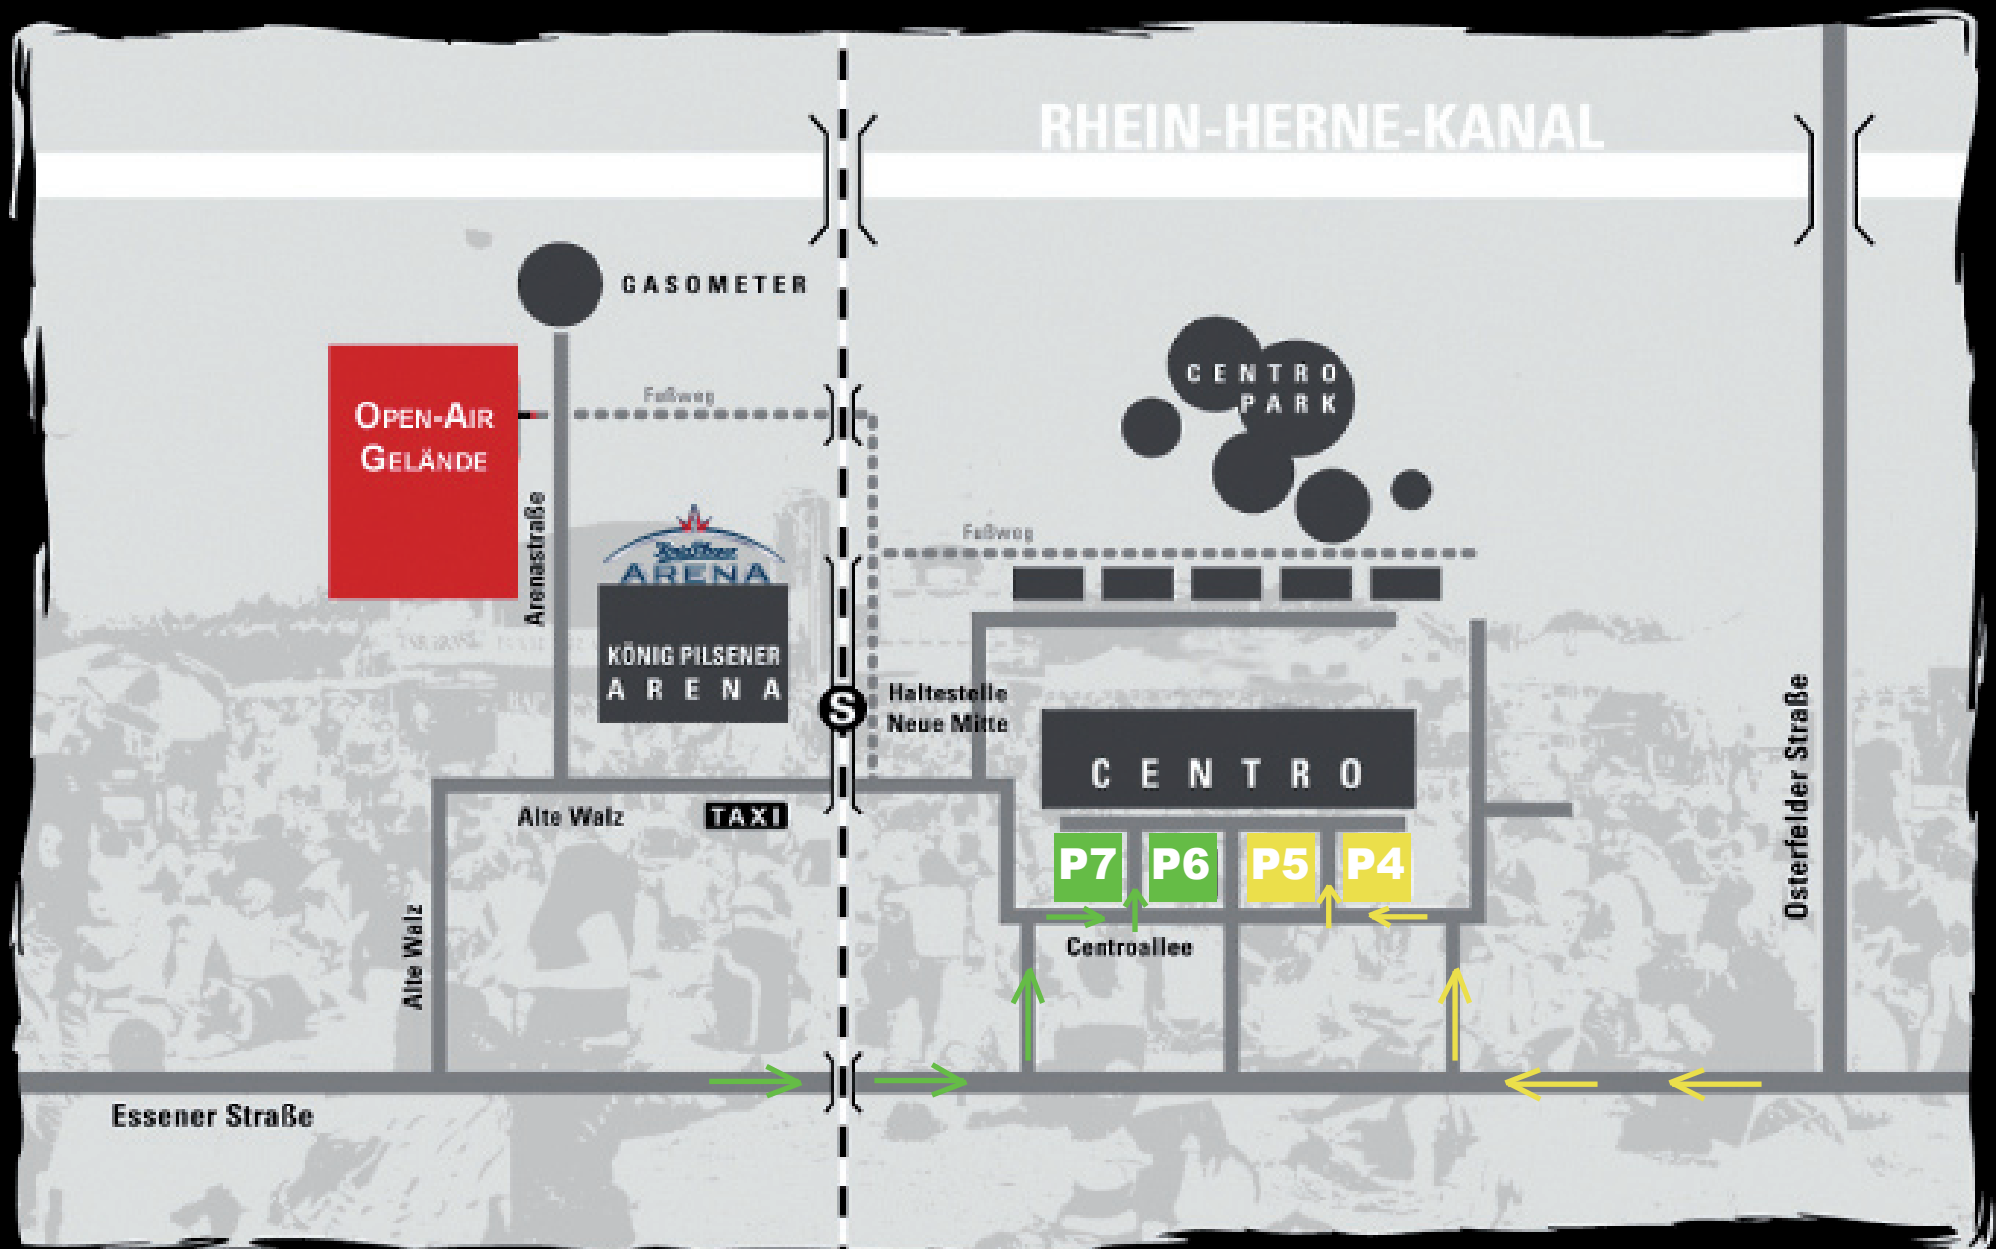 RHEIN-HERNE-KANAL
GASOMETER
OPEN-AIR
GELÄNDE
Fußweg
CENTRO
PARK
Arenastraße
Fußweg
ARENA
KÖNIG PILSENER
ARENA
S
Haltestelle
Neue Mitte
CENTRO
Osterfelder Straße
Alte Walz
TAXI
P7
P6
P5
P4
Alte Walz
Centroallee
Essener Straße